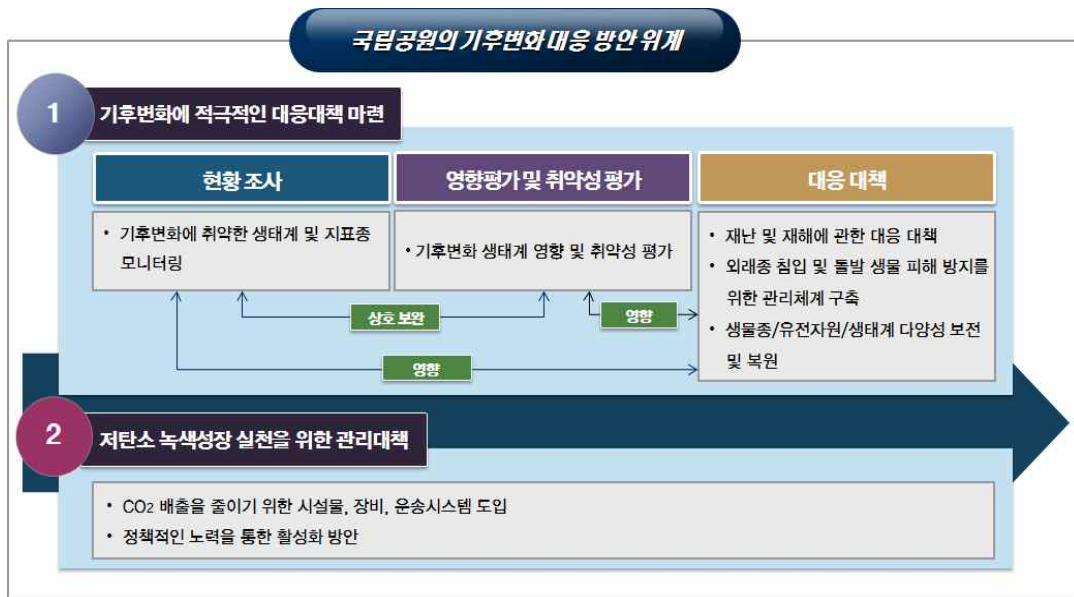 국립공원의 기후변화 대응 방안 위계
1
기후변화에 적극적인 대응대책 마련
현황 조사
영향평가 및 취약성 평가
대응 대책
• 기후변화에 취약한 생태계 및 지표종
모니터링
• 기후변화 생태계 영향 및 취약성 평가
• 재난 및 재해에 관한 대응 대책
• 외래종 침입 및 돌발 생물 피해 방지를
위한 관리체계 구축
• 생물종/유전자원/생태계 다양성 보전
및 복원
상호 보완
영향
영향
2
저탄소 녹색성장 실천을 위한 관리대책
• CO2 배출을 줄이기 위한 시설물, 장비, 운송시스템 도입
• 정책적인 노력을 통한 활성화 방안